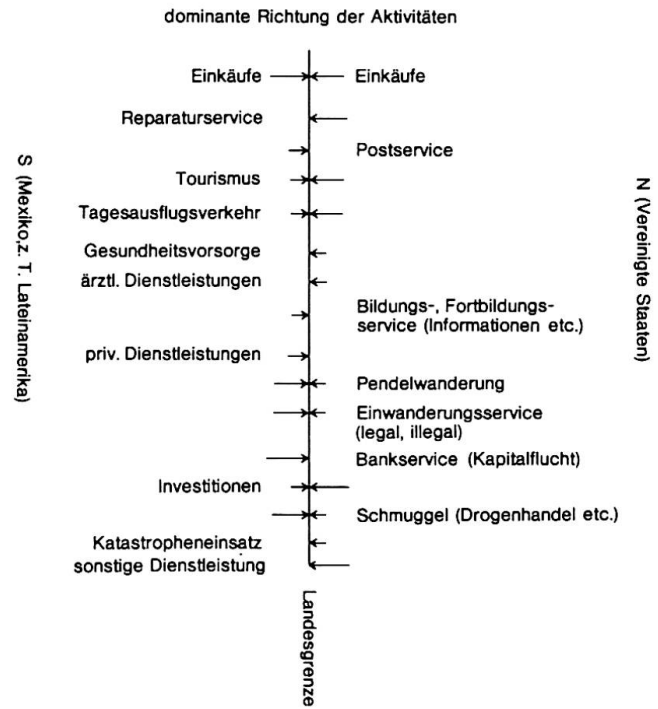 dominante Richtung der Aktivitäten
Einkäufe
Einkäufe
Reparaturservice
Postservice
Tourismus
Tagesausflugsverkehr
Gesundheitsvorsorge
ärztl. Dienstleistungen
Bildungs-, Fortbildungs-
service (Informationen etc.)
priv. Dienstleistungen
Pendelwanderung
Einwanderungsservice
(legal, illegal)
Bankservice (Kapitalflucht)
Investitionen
Schmuggel (Drogenhandel etc.)
Katastropheneinsatz
sonstige Dienstleistung
S (Mexiko,z. T. Lateinamerika)
N (Vereinigte Staaten)
Landesgrenze